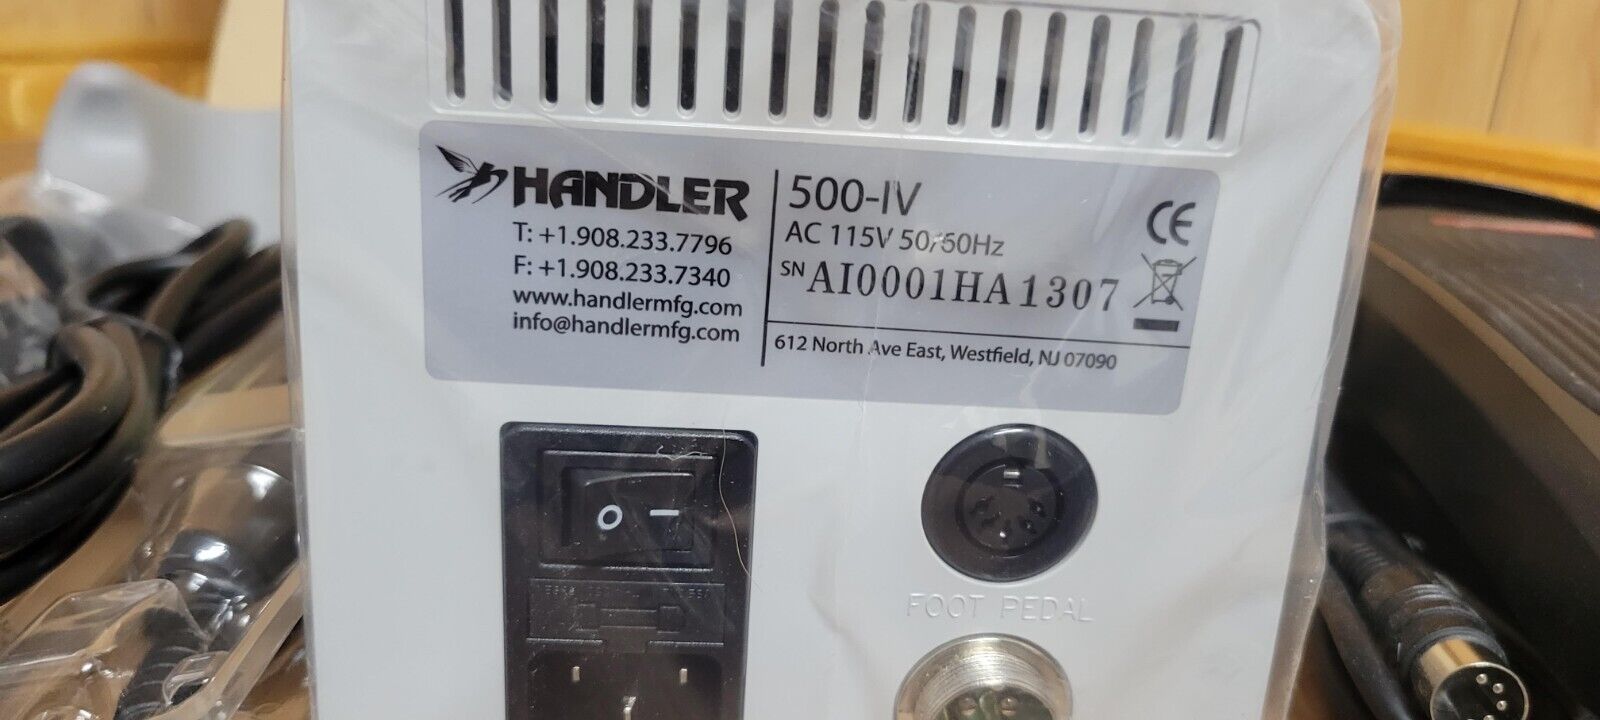 HANDLER
T: +1.908.233.7796
F: +1.908.233.7340
www.handlermfg.com
info@handlermfg.com
500-IV
AC 115V 50/60Hz
SN AI0001HA1307
CE
612 North Ave East, Westfield, NJ 07090
O –
FOOT PEDAL